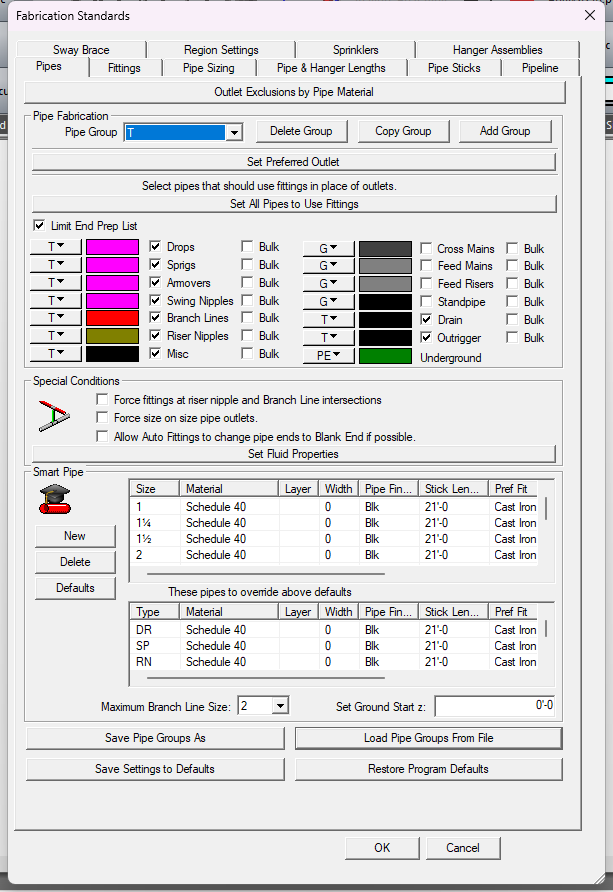 Fabrication Standards
Sway Brace Region Settings Sprinklers Hanger Assemblies
Pipes Fittings Pipe Sizing Pipe & Hanger Lengths Pipe Sticks Pipeline
Outlet Exclusions by Pipe Material
Pipe Fabrication
Pipe Group T Delete Group Copy Group Add Group
Set Preferred Outlet
Select pipes that should use fittings in place of outlets.
Set All Pipes to Use Fittings
Limit End Prep List
T Drops Bulk G Cross Mains Bulk
T Sprigs Bulk G Feed Mains Bulk
T Armovers Bulk G Feed Risers Bulk
T Swing Nipples Bulk G Standpipe Bulk
T Branch Lines Bulk T Drain Bulk
T Riser Nipples Bulk T Outrigger Bulk
T Misc Bulk PE Underground
Special Conditions
Force fittings at riser nipple and Branch Line intersections
Force size on size pipe outlets.
Allow Auto Fittings to change pipe ends to Blank End if possible.
Set Fluid Properties
Smart Pipe
New
Delete
Defaults
Size Material Layer Width Pipe Fin... Stick Len... Pref Fit
1 Schedule 40 0 Blk 21'-0 Cast Iron
1¼ Schedule 40 0 Blk 21'-0 Cast Iron
1½ Schedule 40 0 Blk 21'-0 Cast Iron
2 Schedule 40 0 Blk 21'-0 Cast Iron
These pipes to override above defaults
Type Material Layer Width Pipe Fin... Stick Len... Pref Fit
DR Schedule 40 0 Blk 21'-0 Cast Iron
SP Schedule 40 0 Blk 21'-0 Cast Iron
RN Schedule 40 0 Blk 21'-0 Cast Iron
Maximum Branch Line Size: 2 Set Ground Start z: 0'-0
Save Pipe Groups As Load Pipe Groups From File
Save Settings to Defaults Restore Program Defaults
OK Cancel